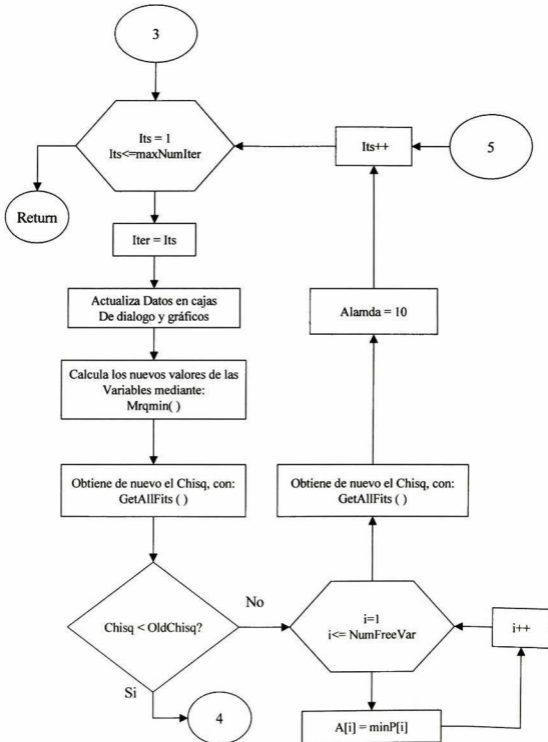 3
Its = 1
Its<=maxNumIter
Its++
5
Return
Iter = Its
Actualiza Datos en cajas
De dialogo y gráficos
Alamda = 10
Calcula los nuevos valores de las
Variables mediante:
Mrqmin( )
Obtiene de nuevo el Chisq, con:
GetAllFits ( )
Obtiene de nuevo el Chisq, con:
GetAllFits ( )
Chisq < OldChisq?
No
i=1
i<= NumFreeVar
i++
Si
4
A[i] = minP[i]